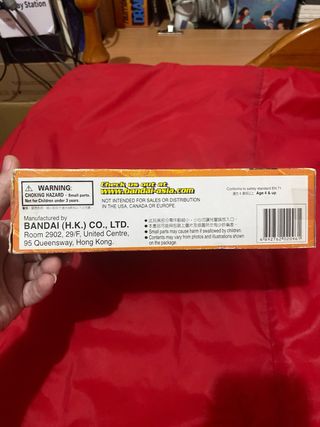 Station
WARNING:
CHOKING HAZARD - Small parts.
Not for Children under 3 years.
Check us out at
www.bandai-asia.com
NOT INTENDED FOR SALES OR DISTRIBUTION
IN THE USA, CANADA OR EUROPE.
Conforms to safety standard EN 71
Age 4 & up
Manufactured by
BANDAI (H.K.) CO., LTD.
Room 2902, 29/F, United Centre,
95 Queensway, Hong Kong.
Small parts may cause harm if swallowed by children.
Contents may vary from photos and illustrations shown
on the package.